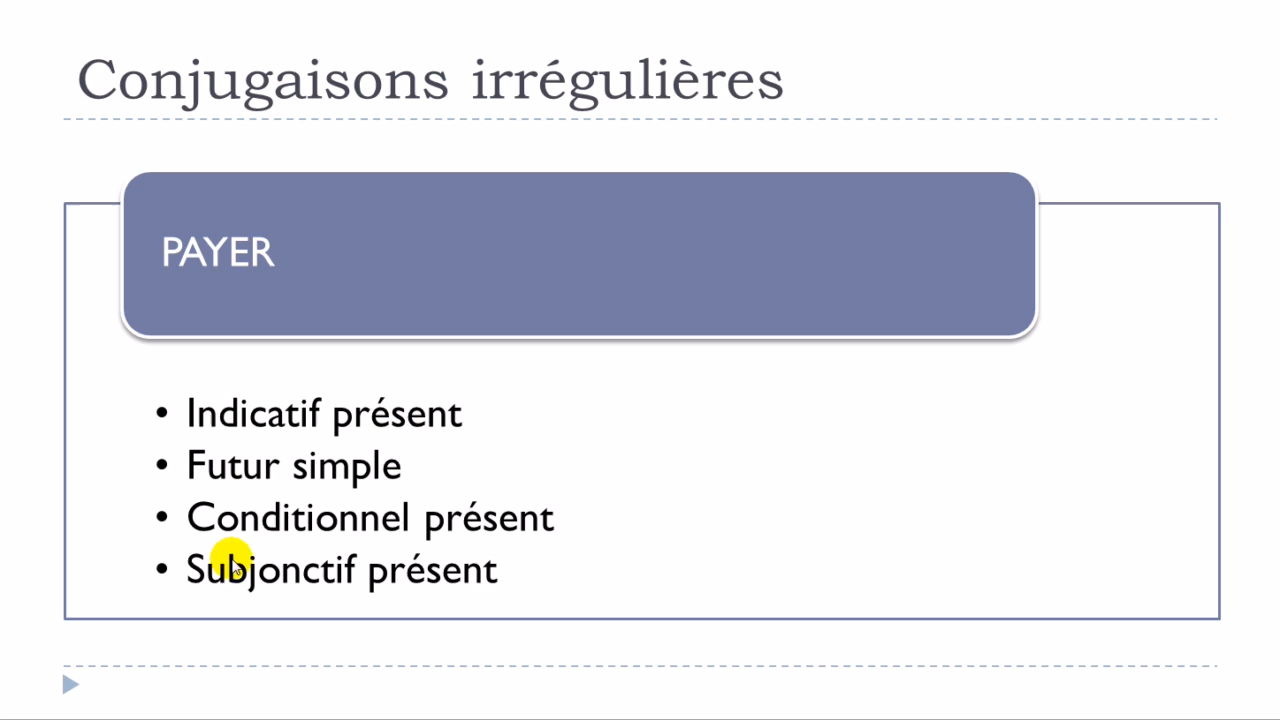 Conjugaisons irrégulières
PAYER
• Indicatif présent
• Futur simple
• Conditionnel présent
• Subjonctif présent